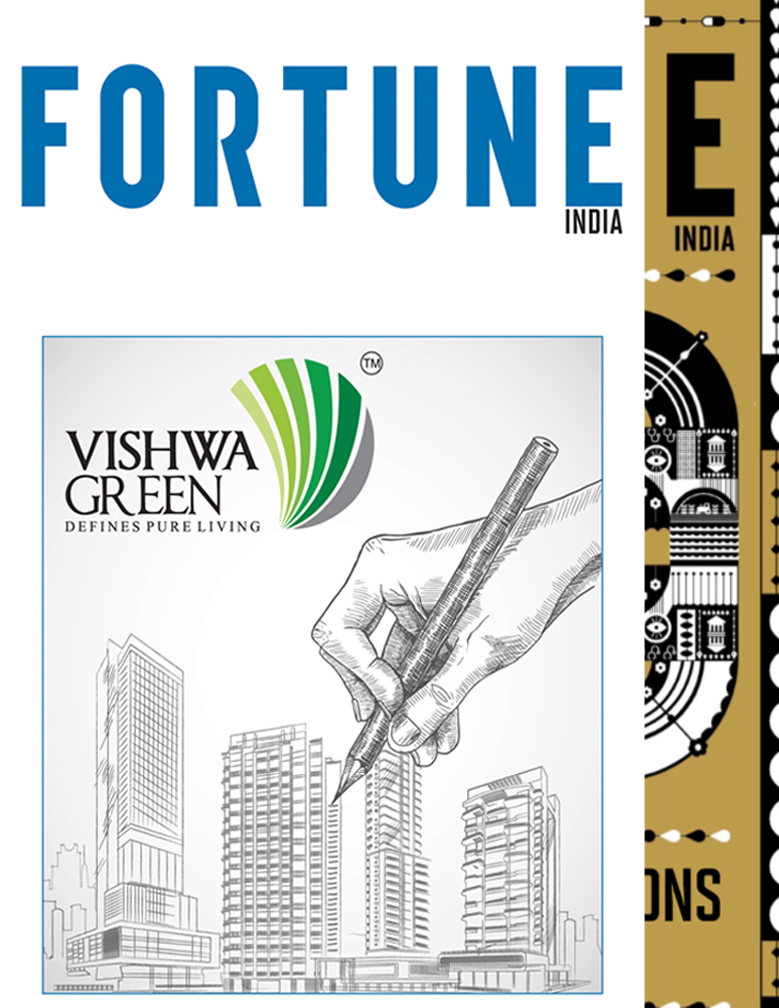 FORTUNE
INDIA
VISHWA
GREEN
DEFINES PURE LIVING
TM
E
INDIA
ONS